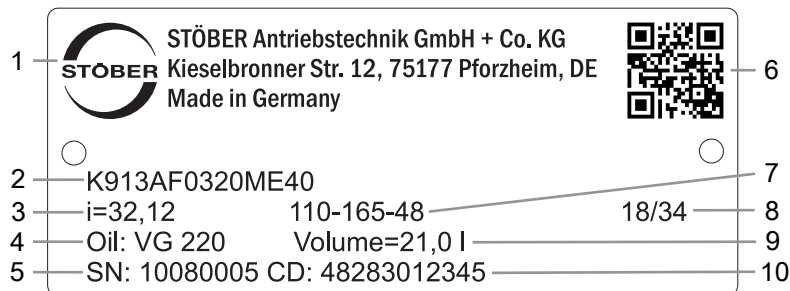 1
STÖBER
STÖBER Antriebstechnik GmbH + Co. KG
Kieselbronner Str. 12, 75177 Pforzheim, DE
Made in Germany
6
2 K913AF0320ME40 7
3 i=32,12 110-165-48 18/34 8
4 Oil: VG 220 Volume=21,0 l 9
5 SN: 10080005 CD: 48283012345 10